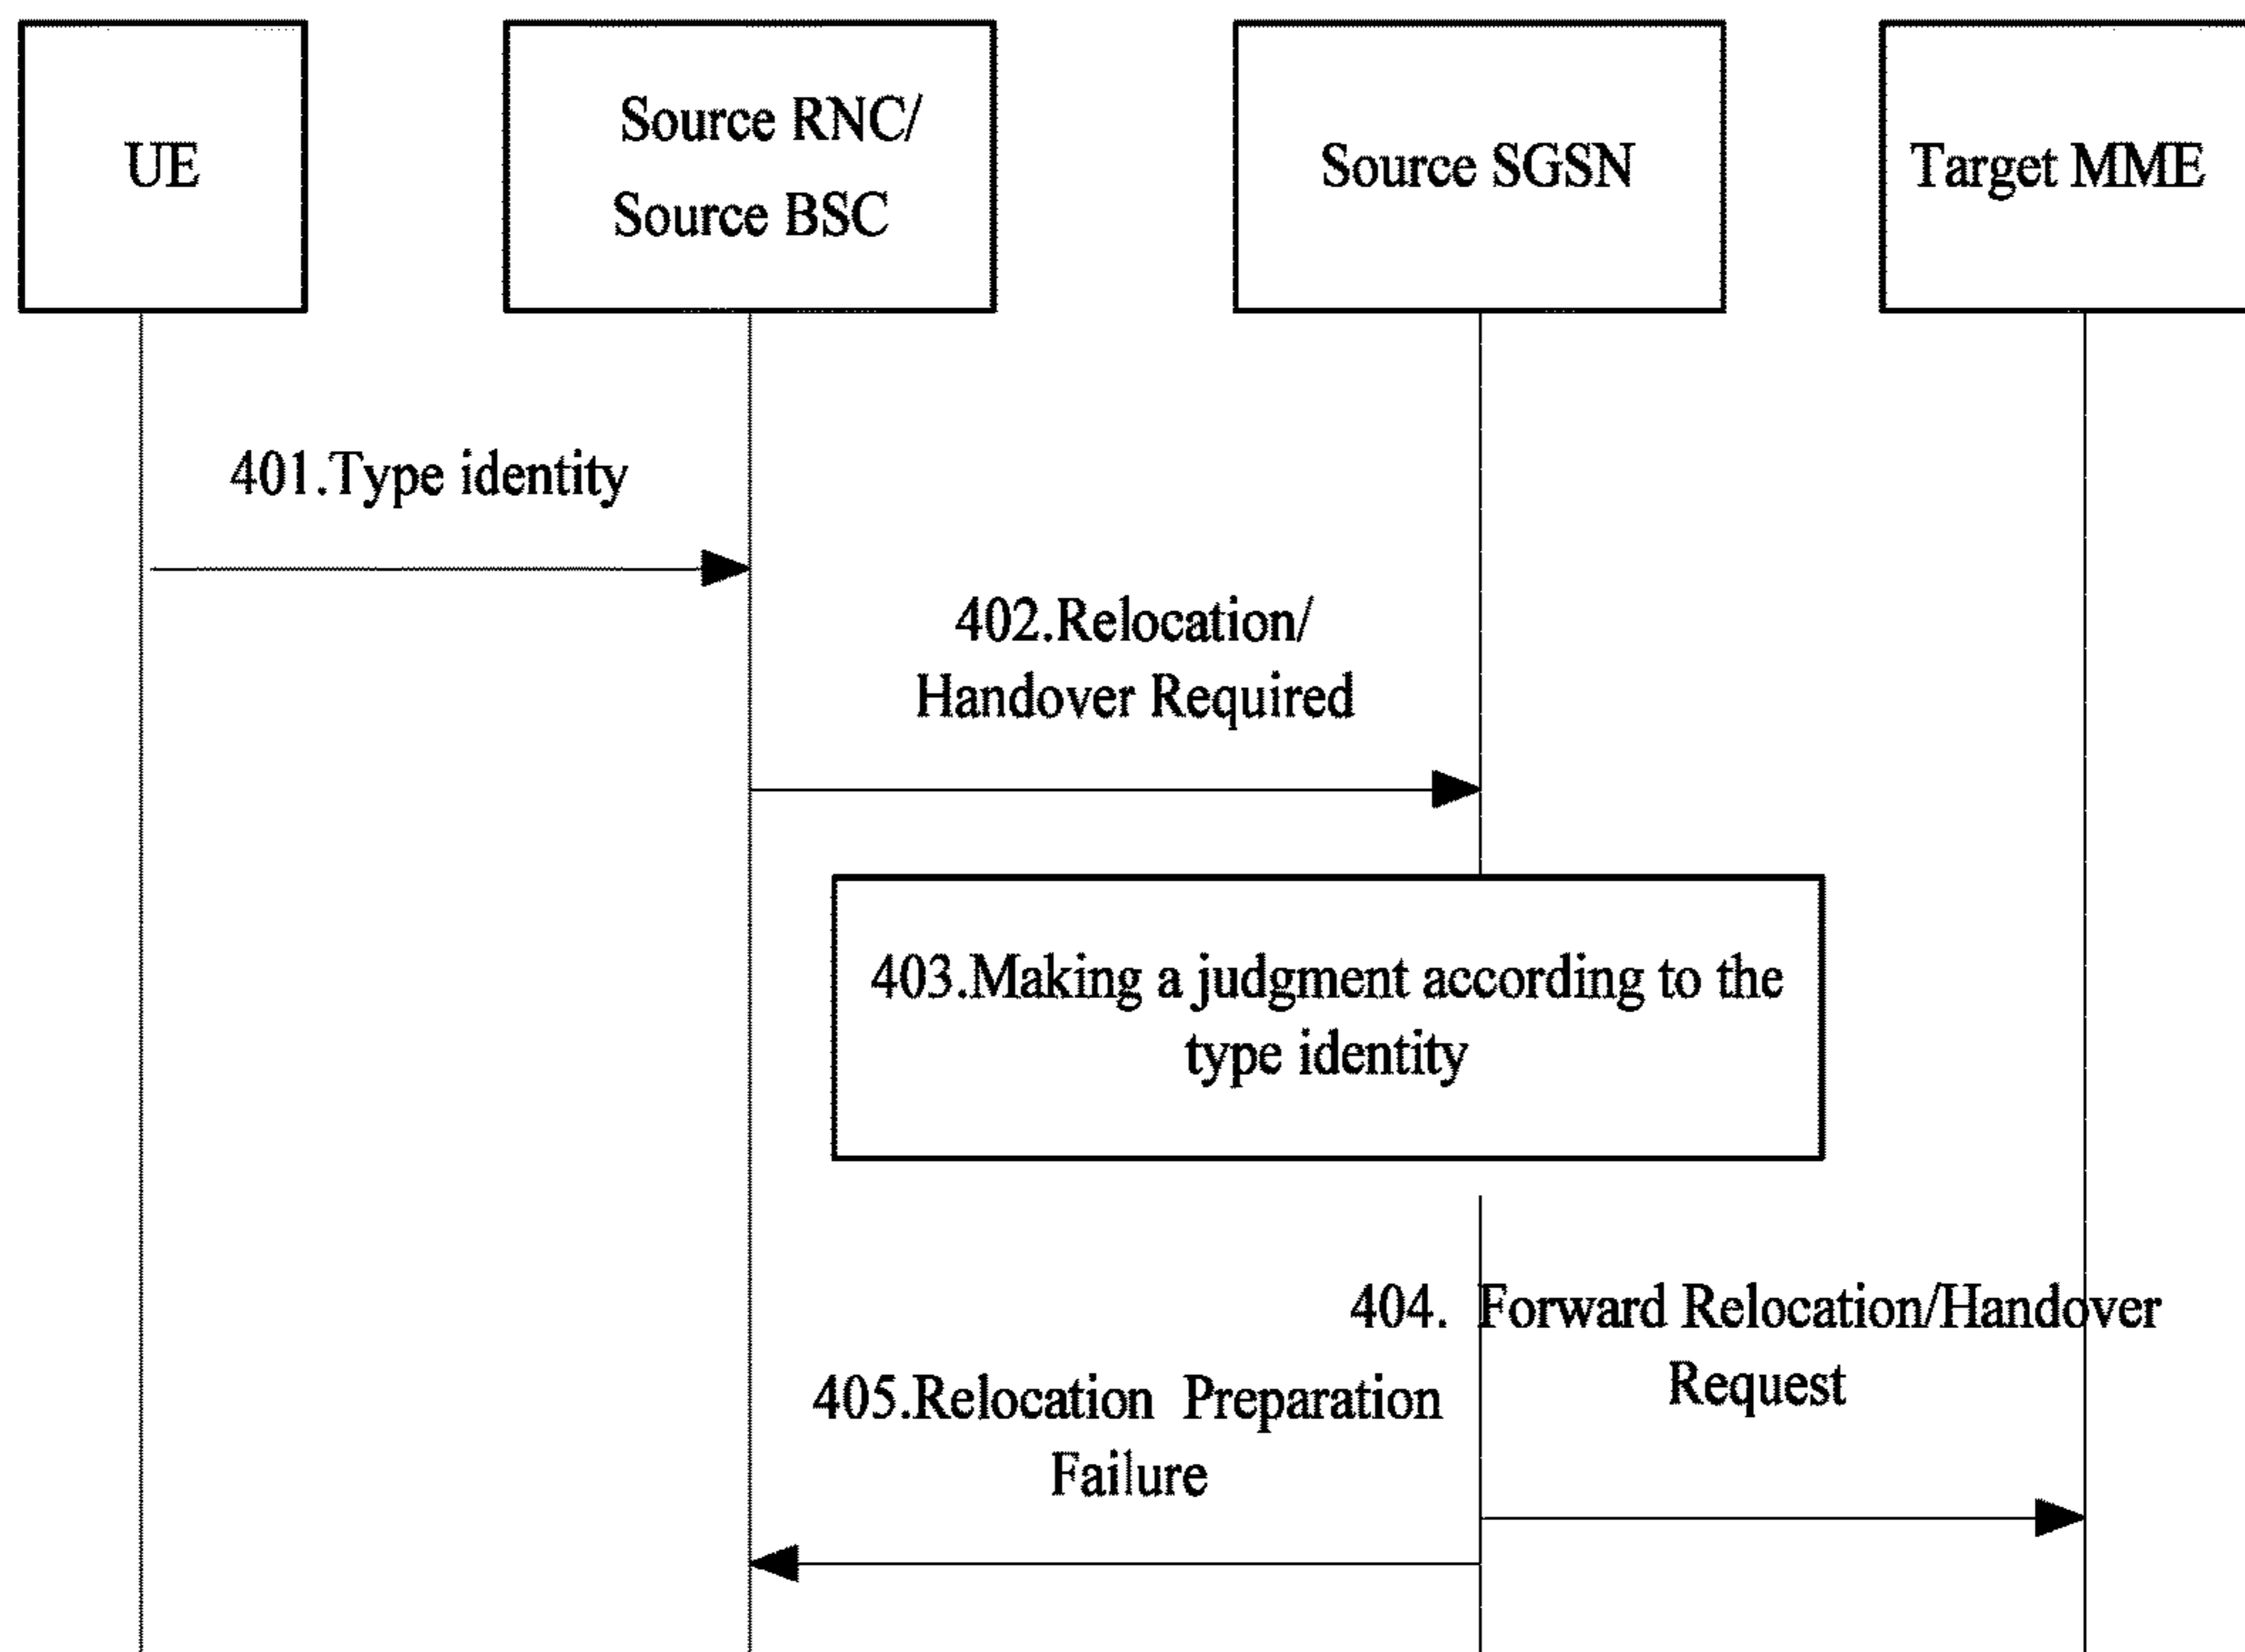 UE
Source RNC/
Source BSC
Source SGSN
Target MME
401.Type identity
402.Relocation/
Handover Required
403.Making a judgment according to the
type identity
404. Forward Relocation/Handover
Request
405.Relocation Preparation
Failure